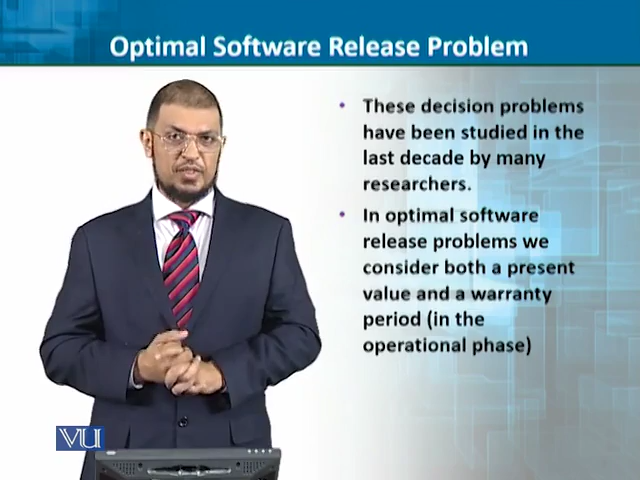 Optimal Software Release Problem
• These decision problems
have been studied in the
last decade by many
researchers.
• In optimal software
release problems we
consider both a present
value and a warranty
period (in the
operational phase)
VU